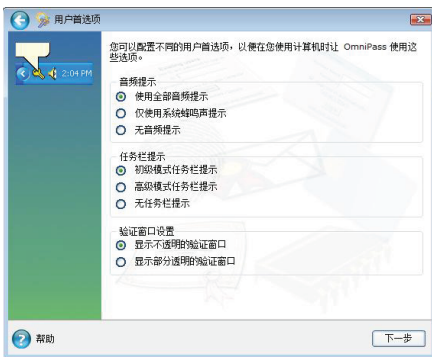 用户首选项
您可以配置不同的用户首选项，以便在您使用计算机时让 OmniPass 使用这
些选项。
2:04 PM
音频提示
使用全部音频提示
仅使用系统蜂鸣声提示
无音频提示
任务栏提示
初级模式任务栏提示
高级模式任务栏提示
无任务栏提示
验证窗口设置
显示不透明的验证窗口
显示部分透明的验证窗口
帮助
下一步